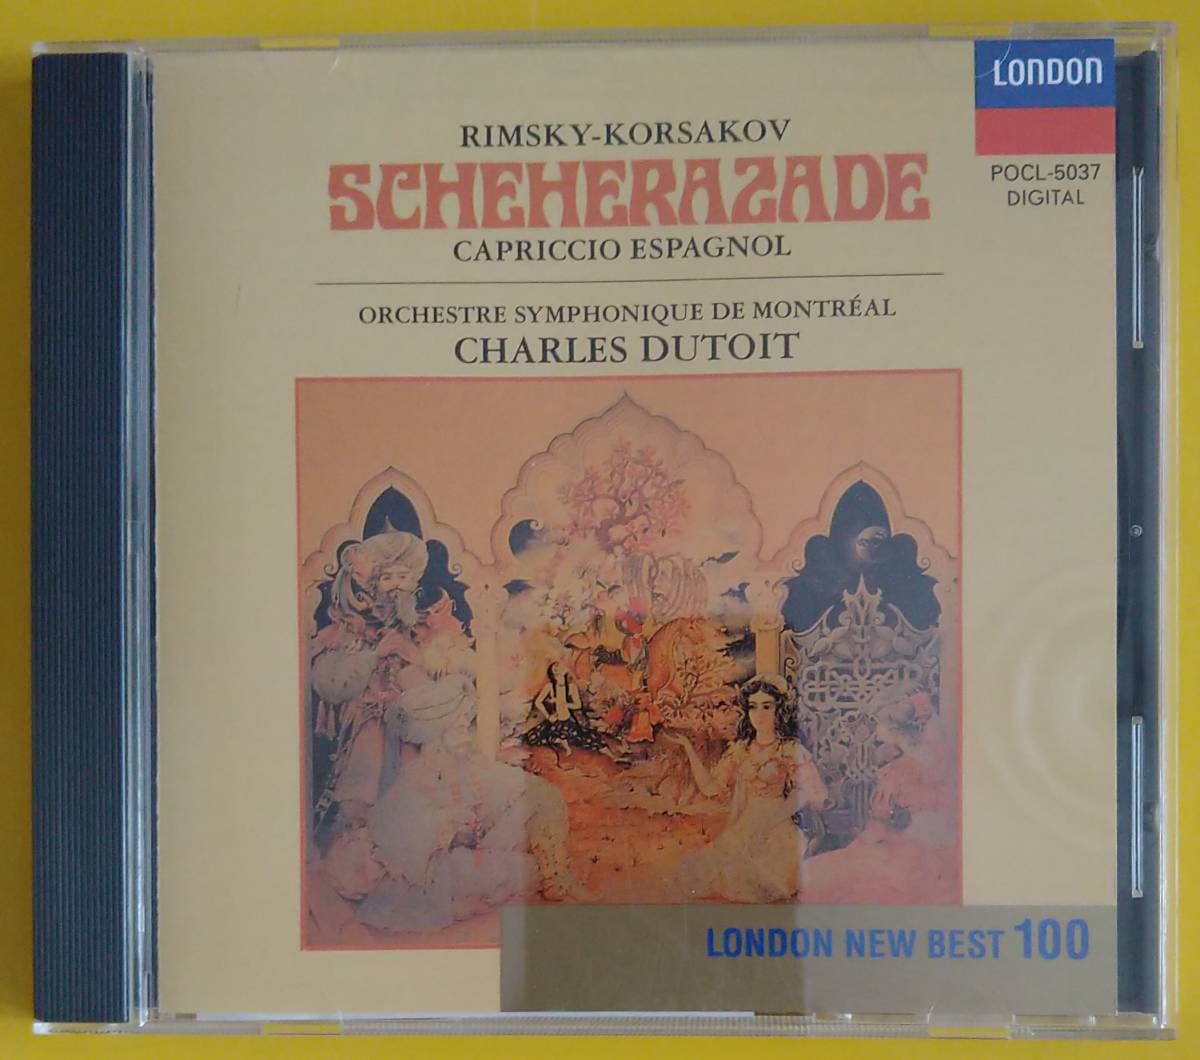 LONDON
POCL-5037
DIGITAL
RIMSKY-KORSAKOV
SCHEHERAZADE
CAPRICCIO ESPAGNOL
ORCHESTRE SYMPHONIQUE DE MONTRÉAL
CHARLES DUTOIT
LONDON NEW BEST 100